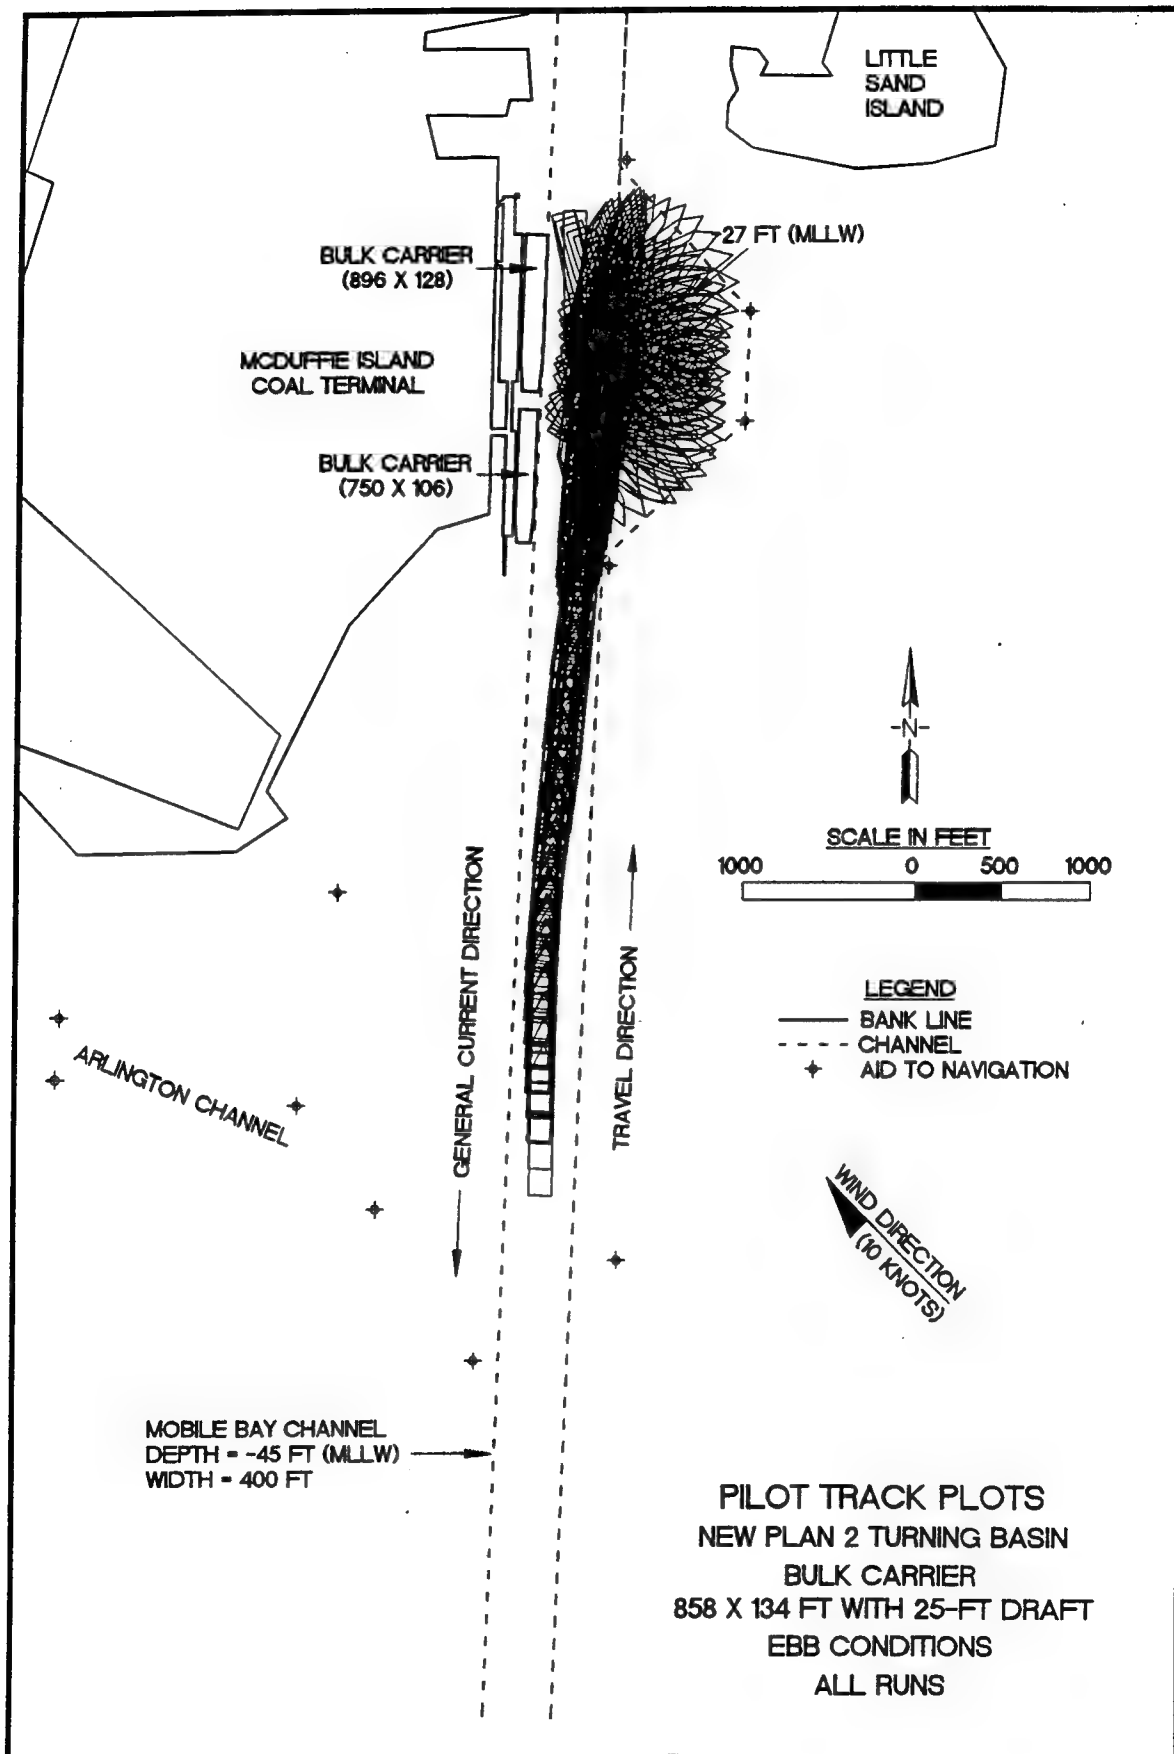 LITTLE
SAND
ISLAND
27 FT (MLLW)
BULK CARRIER
(896 X 128)
MCDUFFIE ISLAND
COAL TERMINAL
BULK CARRIER
(750 X 106)
-N-
SCALE IN FEET
1000 0 500 1000
GENERAL CURRENT DIRECTION
TRAVEL DIRECTION
LEGEND
BANK LINE
CHANNEL
AID TO NAVIGATION
ARLINGTON CHANNEL
WIND DIRECTION
(10 KNOTS)
MOBILE BAY CHANNEL
DEPTH = -45 FT (MLLW)
WIDTH = 400 FT
PILOT TRACK PLOTS
NEW PLAN 2 TURNING BASIN
BULK CARRIER
858 X 134 FT WITH 25-FT DRAFT
EBB CONDITIONS
ALL RUNS